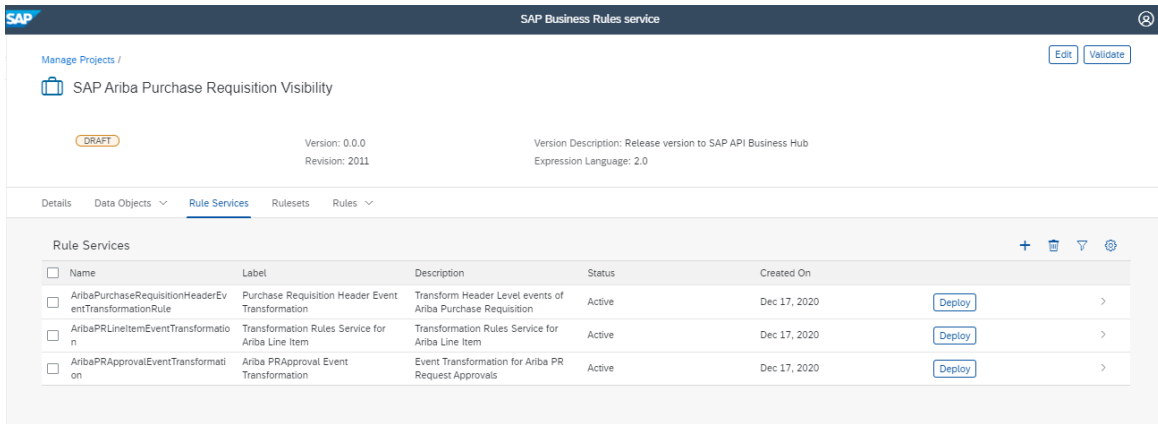 SAP
SAP Business Rules service
Manage Projects /
Edit
Validate
SAP Ariba Purchase Requisition Visibility
DRAFT
Version: 0.0.0
Version Description: Release version to SAP API Business Hub
Revision: 2011
Expression Language: 2.0
Details
Data Objects
Rule Services
Rulesets
Rules
Rule Services
Name
Label
Description
Status
Created On
AribaPurchaseRequisitionHeaderEv
entTransformationRule
Purchase Requisition Header Event
Transformation
Transform Header Level events of
Ariba Purchase Requisition
Active
Dec 17, 2020
Deploy
AribaPRLineItemEventTransformatio
n
Transformation Rules Service for
Ariba Line Item
Transformation Rules Service for
Ariba Line Item
Active
Dec 17, 2020
Deploy
AribaPRApprovalEventTransformati
on
Ariba PRApproval Event
Transformation
Event Transformation for Ariba PR
Request Approvals
Active
Dec 17, 2020
Deploy